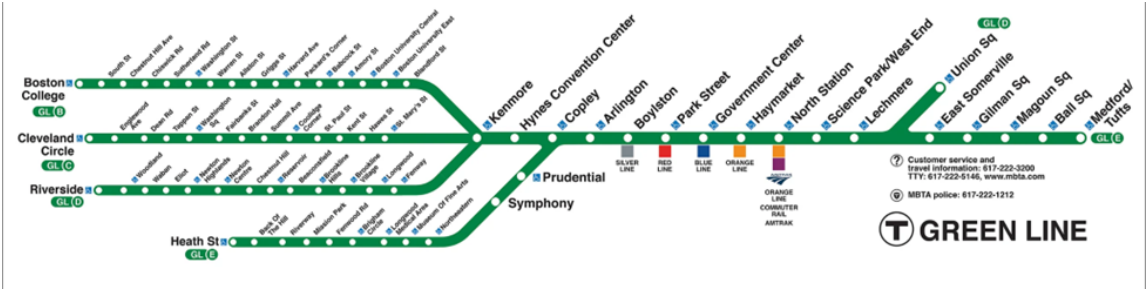 GL D
South St
Chestnut Hill Ave
Chiswick Rd
Sutherland Rd
Washington St
Warren St
Allston St
Griggs St
Harvard Ave
Packard's Corner
Babcock St
Amory St
Boston University Central
Boston University East
Blandford St
Boston
College
GL B
Englewood
Ave
Dean Rd
Tappan St
Washington
Sq
Fairbanks St
Brandon Hall
Summit Ave
Coolidge
Corner
St. Paul St
Kent St
Hawes St
St. Mary's St
Cleveland
Circle
GL C
Woodland
Waban
Eliot
Newton
Highlands
Newton
Centre
Chestnut Hill
Reservoir
Beaconsfield
Brookline
Hills
Brookline
Village
Longwood
Fenway
Riverside
GL D
Back Of
The Hill
Riverway
Mission Park
Fenwood Rd
Brigham
Circle
Longwood
Medical Area
Museum Of Fine Arts
Northeastern
Heath St
GL E
Symphony
Prudential
Kenmore
Hynes Convention Center
Copley
Arlington
Boylston
Park Street
Government Center
Haymarket
North Station
Science Park/West End
Lechmere
Union Sq
East Somerville
Gilman Sq
Magoun Sq
Ball Sq
Medford/
Tufts
GL E
SILVER
LINE
RED
LINE
BLUE
LINE
ORANGE
LINE
ORANGE
LINE
COMMUTER
RAIL
AMTRAK
? Customer service and
travel information: 617-222-3200
TTY: 617-222-5146, www.mbta.com
MBTA police: 617-222-1212
T GREEN LINE